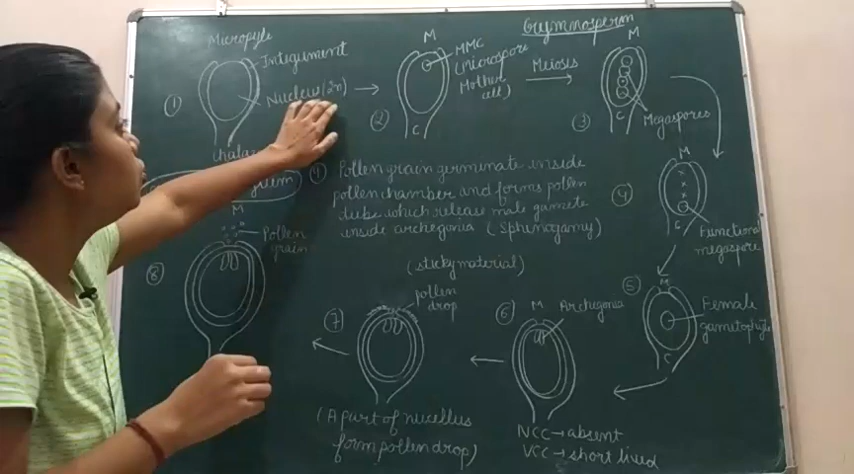 Gymnosperm
Micropyle
Integument
Nucleus (2n)
chalaza
①
M
MMC
(Microspore
Mother
cell)
C
②
Meiosis
M
Megaspores
C
③
M
Functional
megaspore
C
④
M
Female
gametophyte
C
⑤
M
Archegonia
⑥
NCC → absent
VCC → short lived
(sticky material)
pollen
drop
⑦
(A part of nucellus
form pollen drop)
M
Pollen
grain
⑧
① Pollen grain germinate inside
pollen chamber and forms pollen
tube which release male gamete
inside archegonia (siphonogamy)